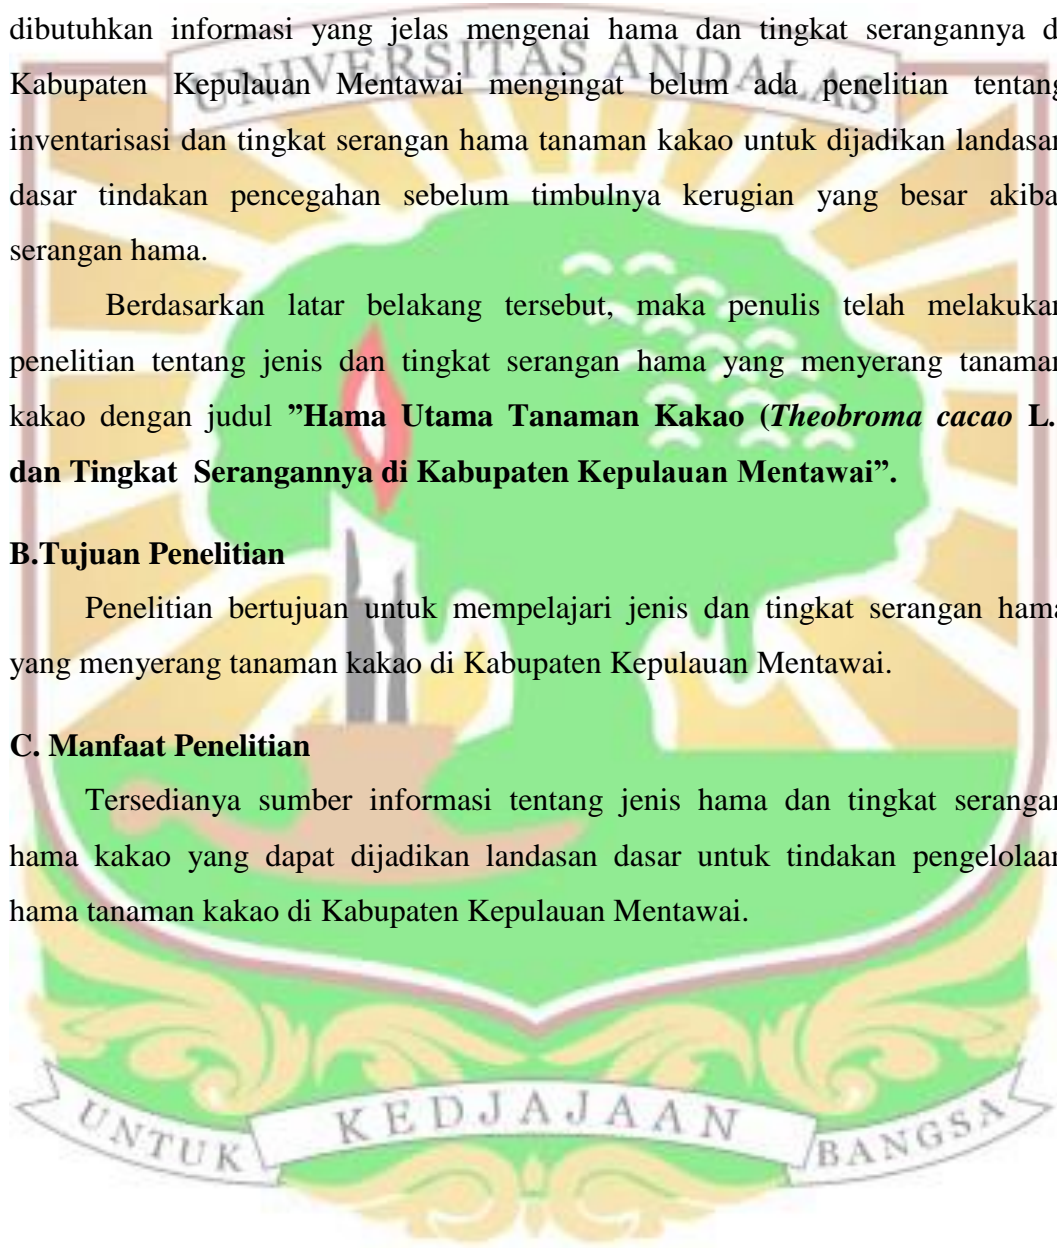 dibutuhkan informasi yang jelas mengenai hama dan tingkat serangannya d
UNIVERSITAS ANDALAS
Kabupaten Kepulauan Mentawai mengingat belum ada penelitian tentang
inventarisasi dan tingkat serangan hama tanaman kakao untuk dijadikan landasan
dasar tindakan pencegahan sebelum timbulnya kerugian yang besar akiba
serangan hama.
Berdasarkan latar belakang tersebut, maka penulis telah melakukan
penelitian tentang jenis dan tingkat serangan hama yang menyerang tanaman
kakao dengan judul ”Hama Utama Tanaman Kakao (Theobroma cacao L.
dan Tingkat Serangannya di Kabupaten Kepulauan Mentawai”.
B.Tujuan Penelitian
Penelitian bertujuan untuk mempelajari jenis dan tingkat serangan hama
yang menyerang tanaman kakao di Kabupaten Kepulauan Mentawai.
C. Manfaat Penelitian
Tersedianya sumber informasi tentang jenis hama dan tingkat serangan
hama kakao yang dapat dijadikan landasan dasar untuk tindakan pengelolaan
hama tanaman kakao di Kabupaten Kepulauan Mentawai.
UNTUK KEDJAJAAN BANGSA